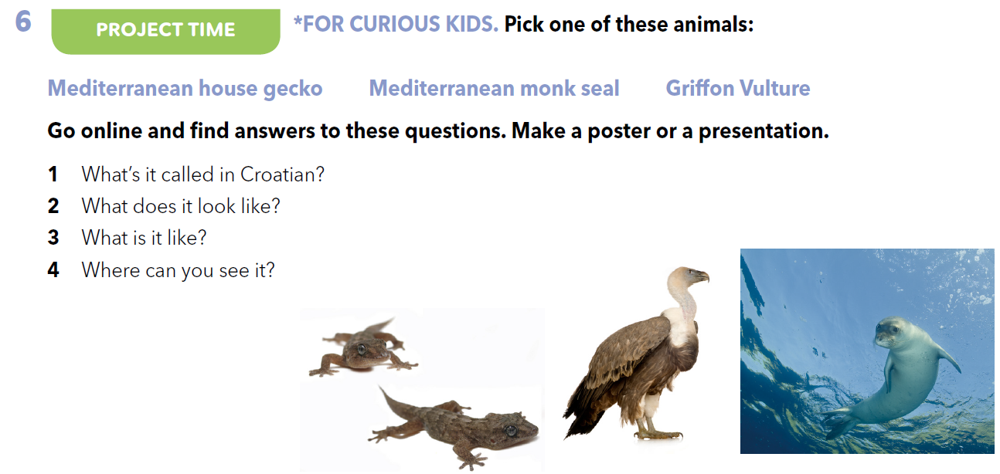 6 PROJECT TIME *FOR CURIOUS KIDS. Pick one of these animals:
Mediterranean house gecko Mediterranean monk seal Griffon Vulture
Go online and find answers to these questions. Make a poster or a presentation.
1 What’s it called in Croatian?
2 What does it look like?
3 What is it like?
4 Where can you see it?